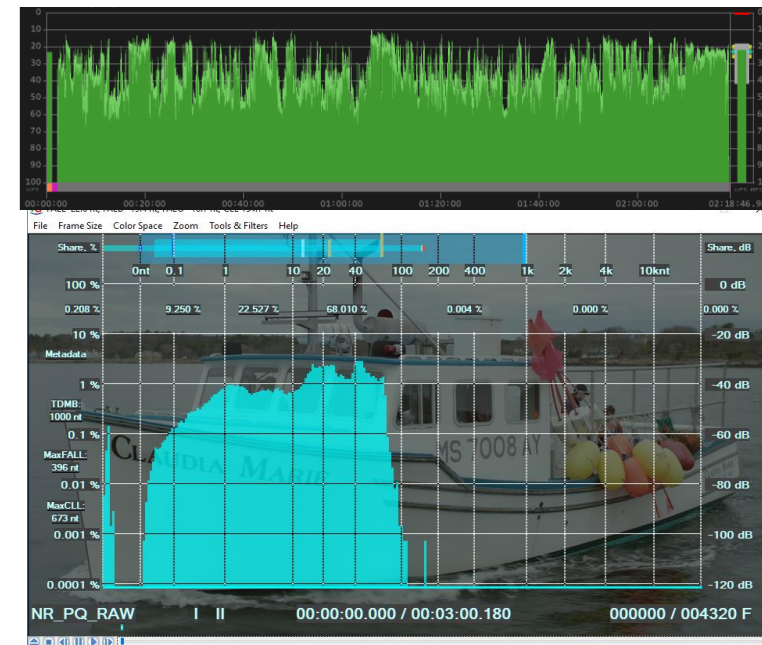 0
10
20
30
40
50
60
70
80
90
100
00:00:00 00:20:00 00:40:00 01:00:00 01:20:00 01:40:00 02:00:00 02:18:46.9
File Frame Size Color Space Zoom Tools & Filters Help
Share, % Share, dB
0nt 0.1 1 10 20 40 100 200 400 1k 2k 4k 10knt
100 % 0 dB
0.208 % 9.250 % 22.527 % 68.010 % 0.004 % 0.000 % 0.000 %
10 % -20 dB
Metadata
1 % -40 dB
TDMB:
1000 nt
0.1 % -60 dB
CLAUDIA MARIE MS 7008 AY
MaxFALL:
396 nt
0.01 % -80 dB
MaxCLL:
673 nt
0.001 % -100 dB
0.0001 % -120 dB
NR_PQ_RAW I II 00:00:00.000 / 00:03:00.180 000000 / 004320 F